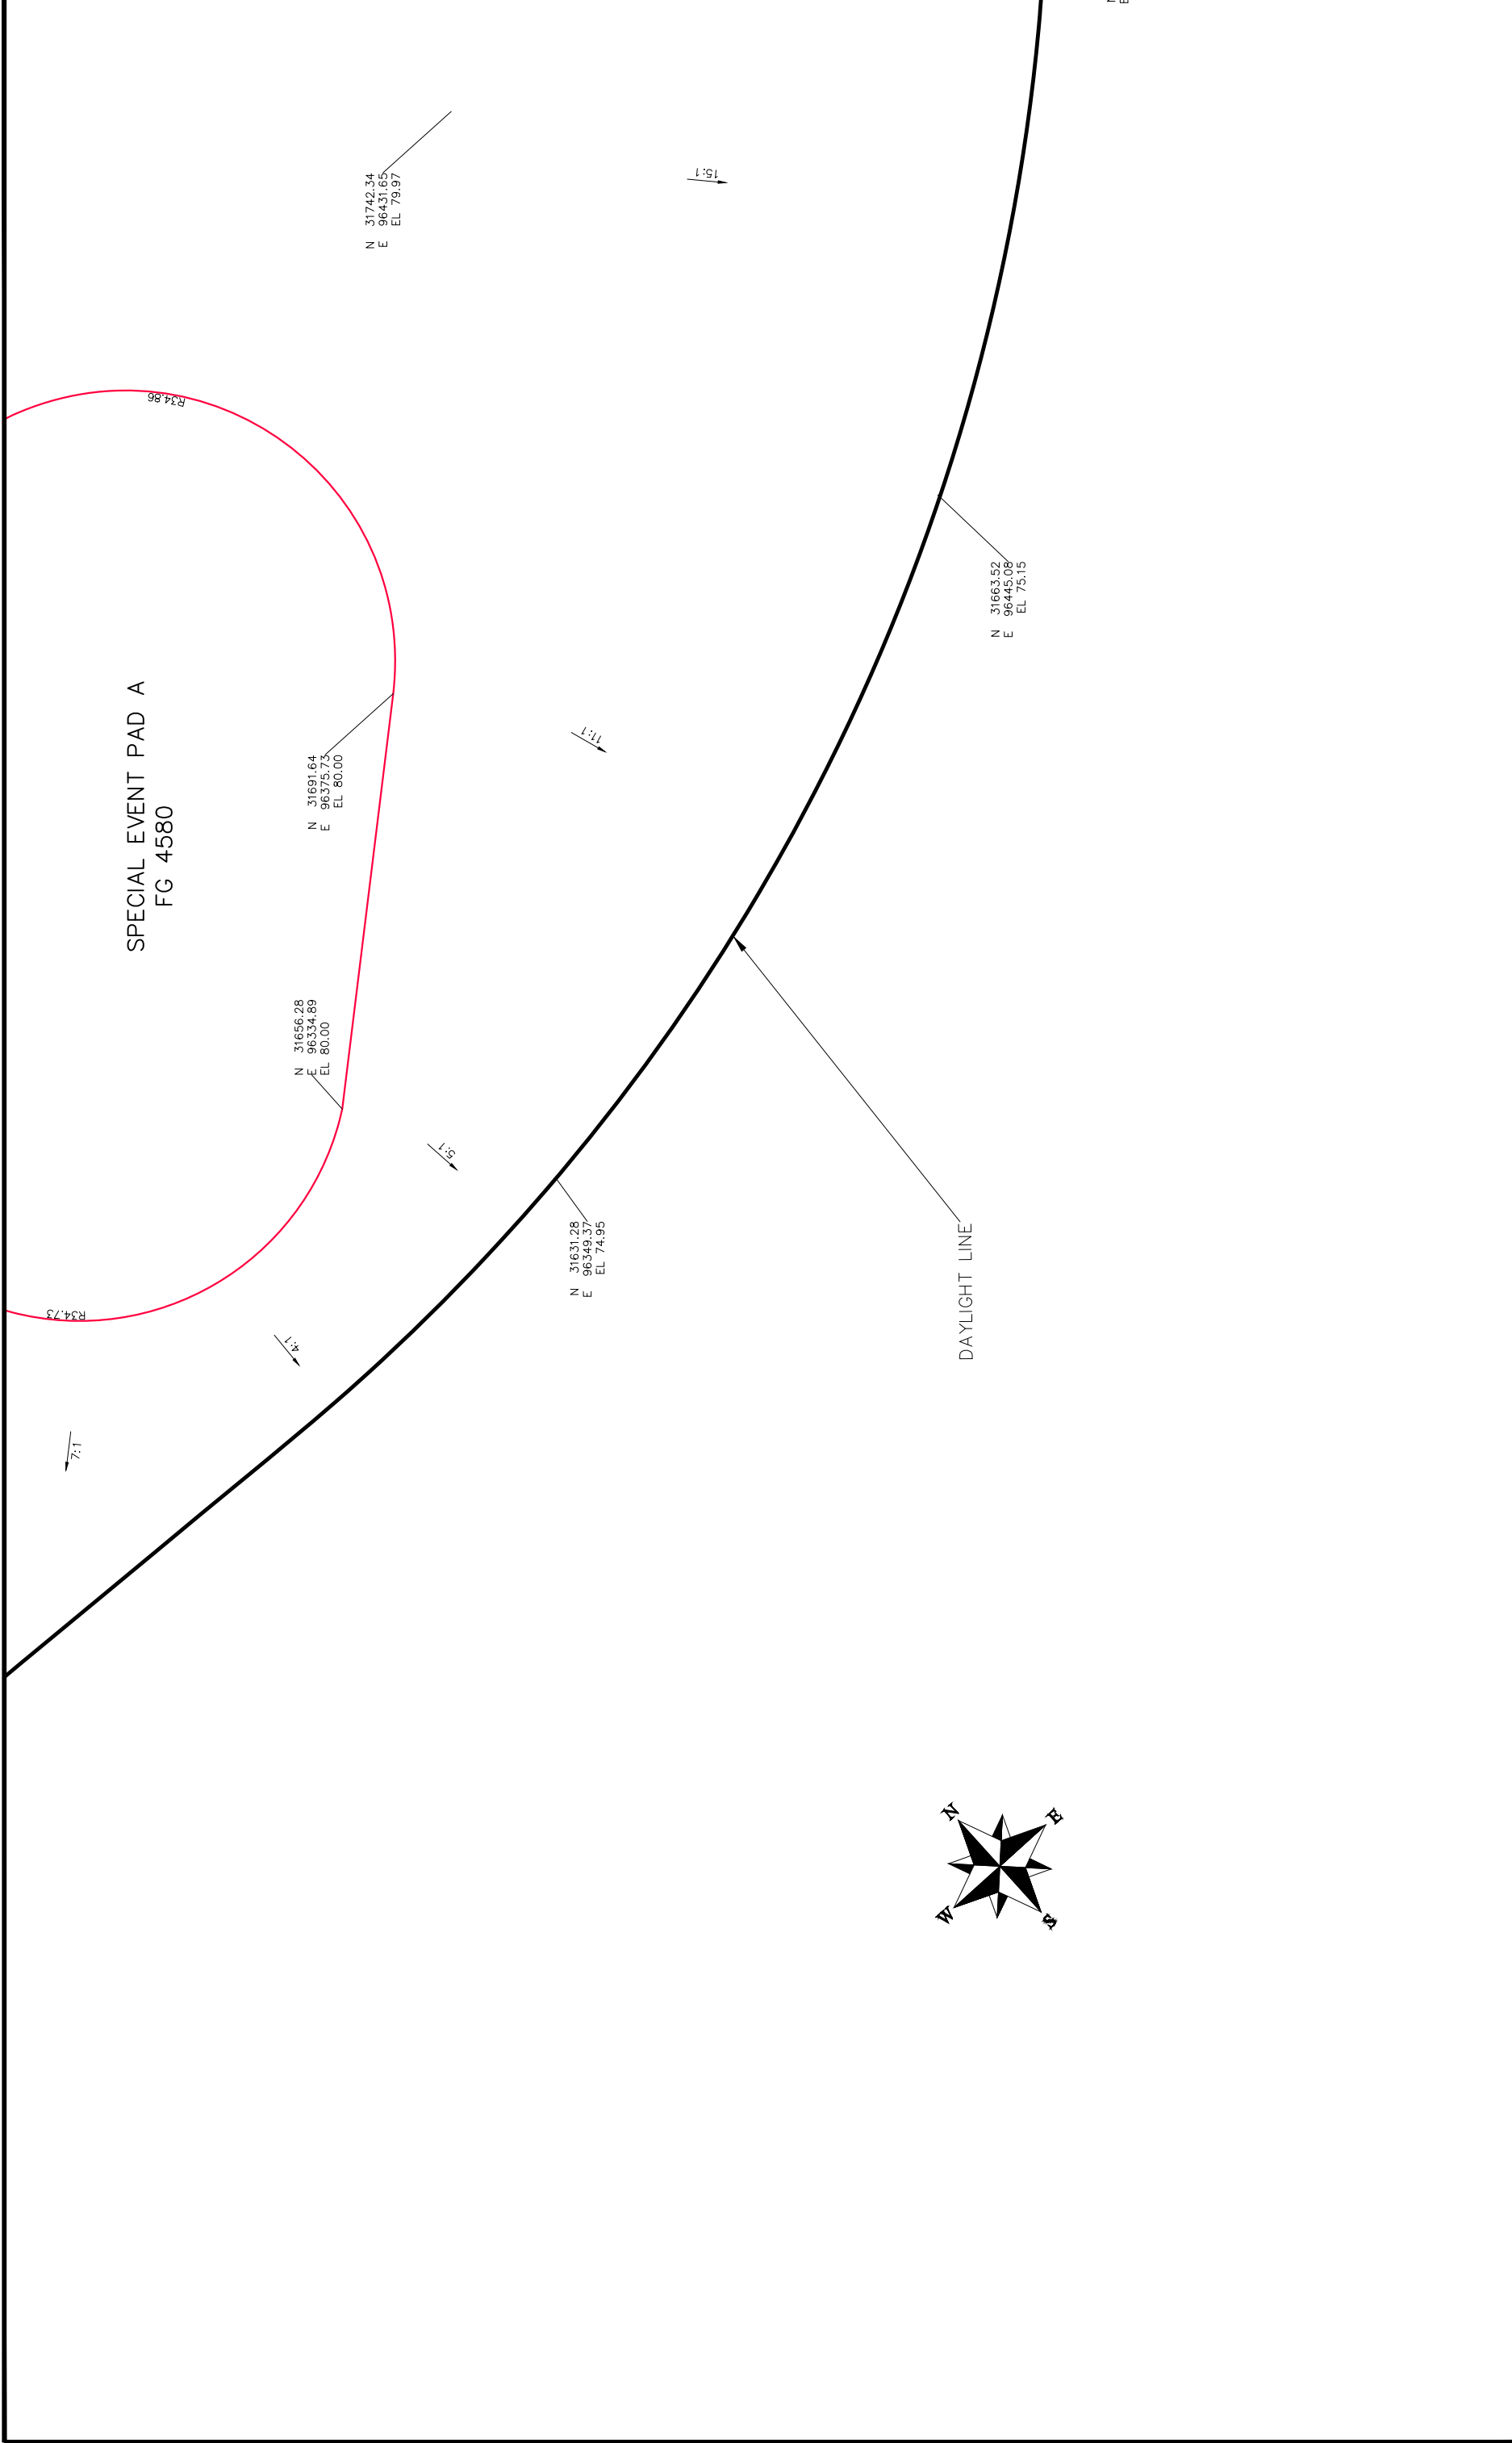 N 31742.34
E 96431.65
EL 79.97
15:1
R34.86
SPECIAL EVENT PAD A
FG 4580
N 31691.64
E 96375.73
EL 80.00
N 31663.52
E 96445.08
EL 75.15
11:1
N 31656.28
E 96334.89
EL 80.00
5:1
N 31631.28
E 96349.37
EL 74.95
DAYLIGHT LINE
R34.73
4:1
7:1
N
E
W
S